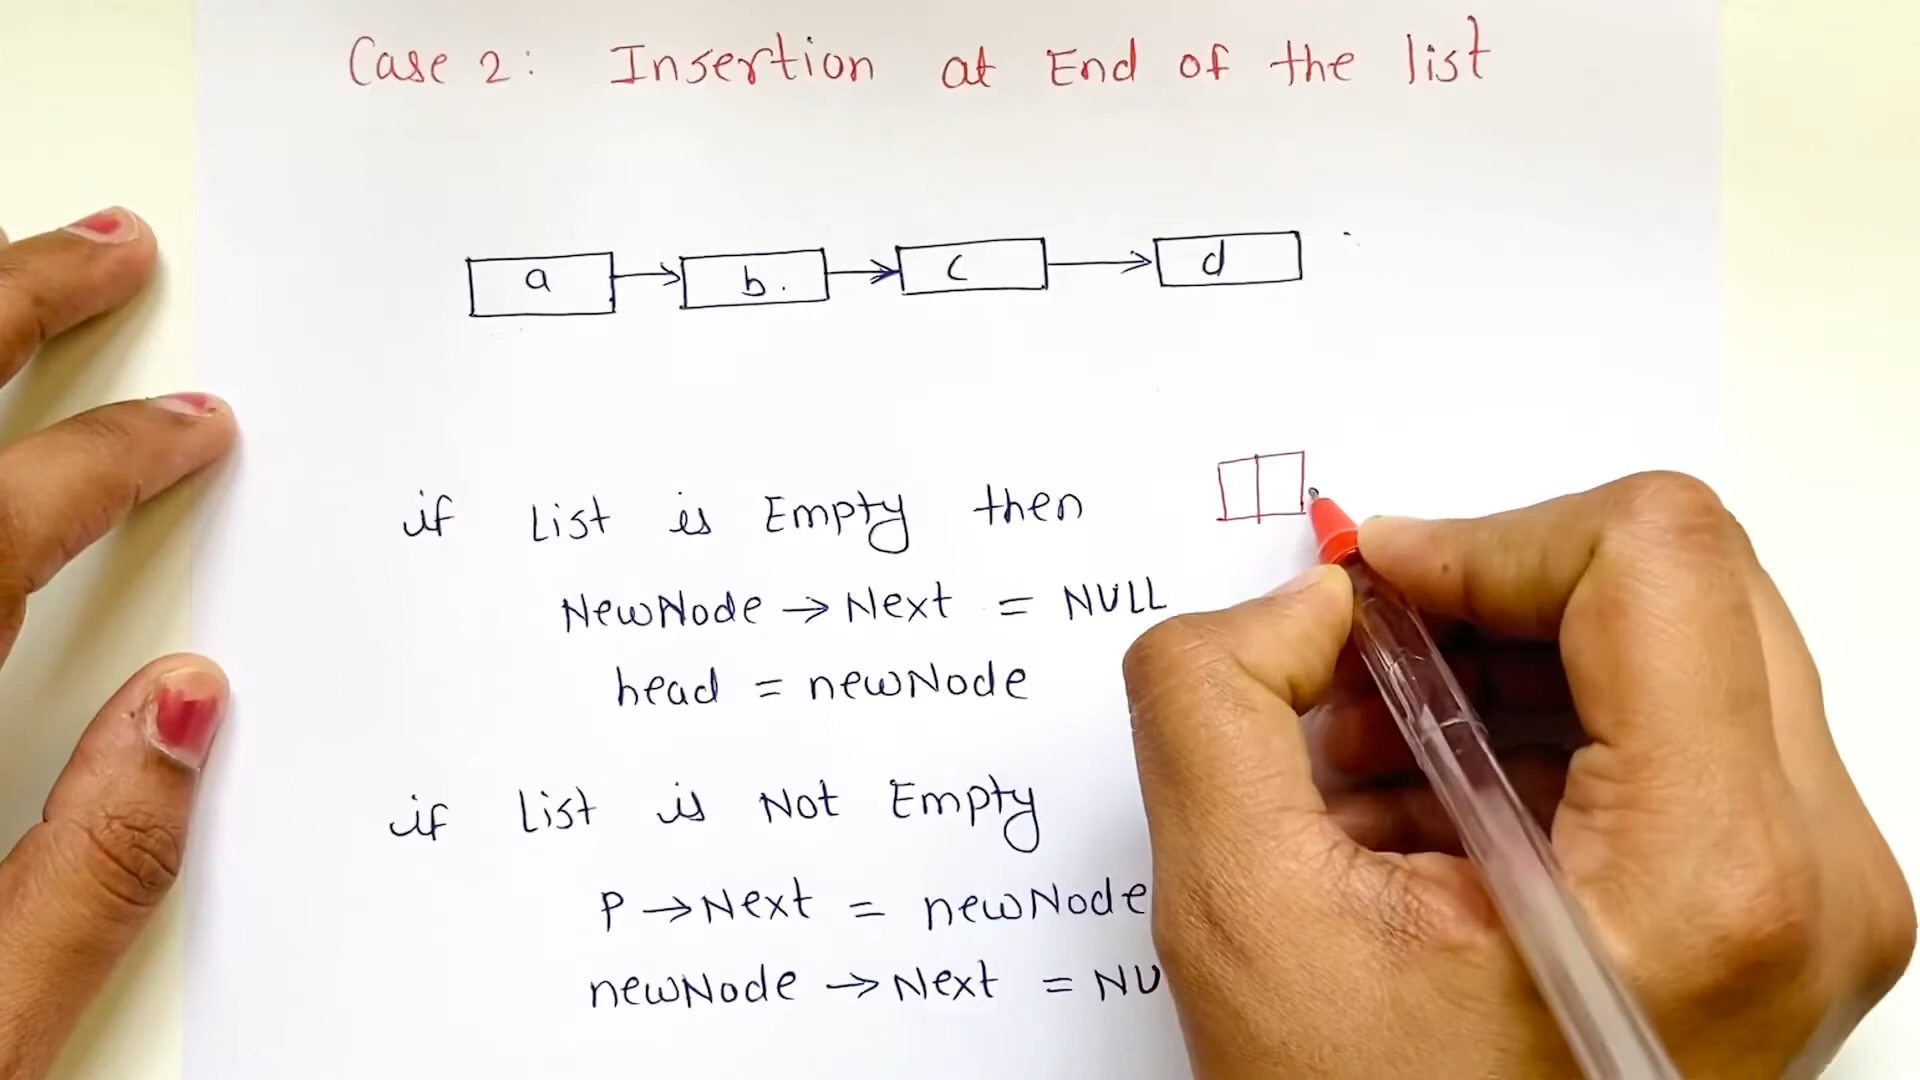 Case 2: Insertion at End of the list
a → b. → c → d
if List is Empty then
NewNode → Next = NULL
head = newNode
if List is Not Empty
P → Next = newNode
newNode → Next = NU